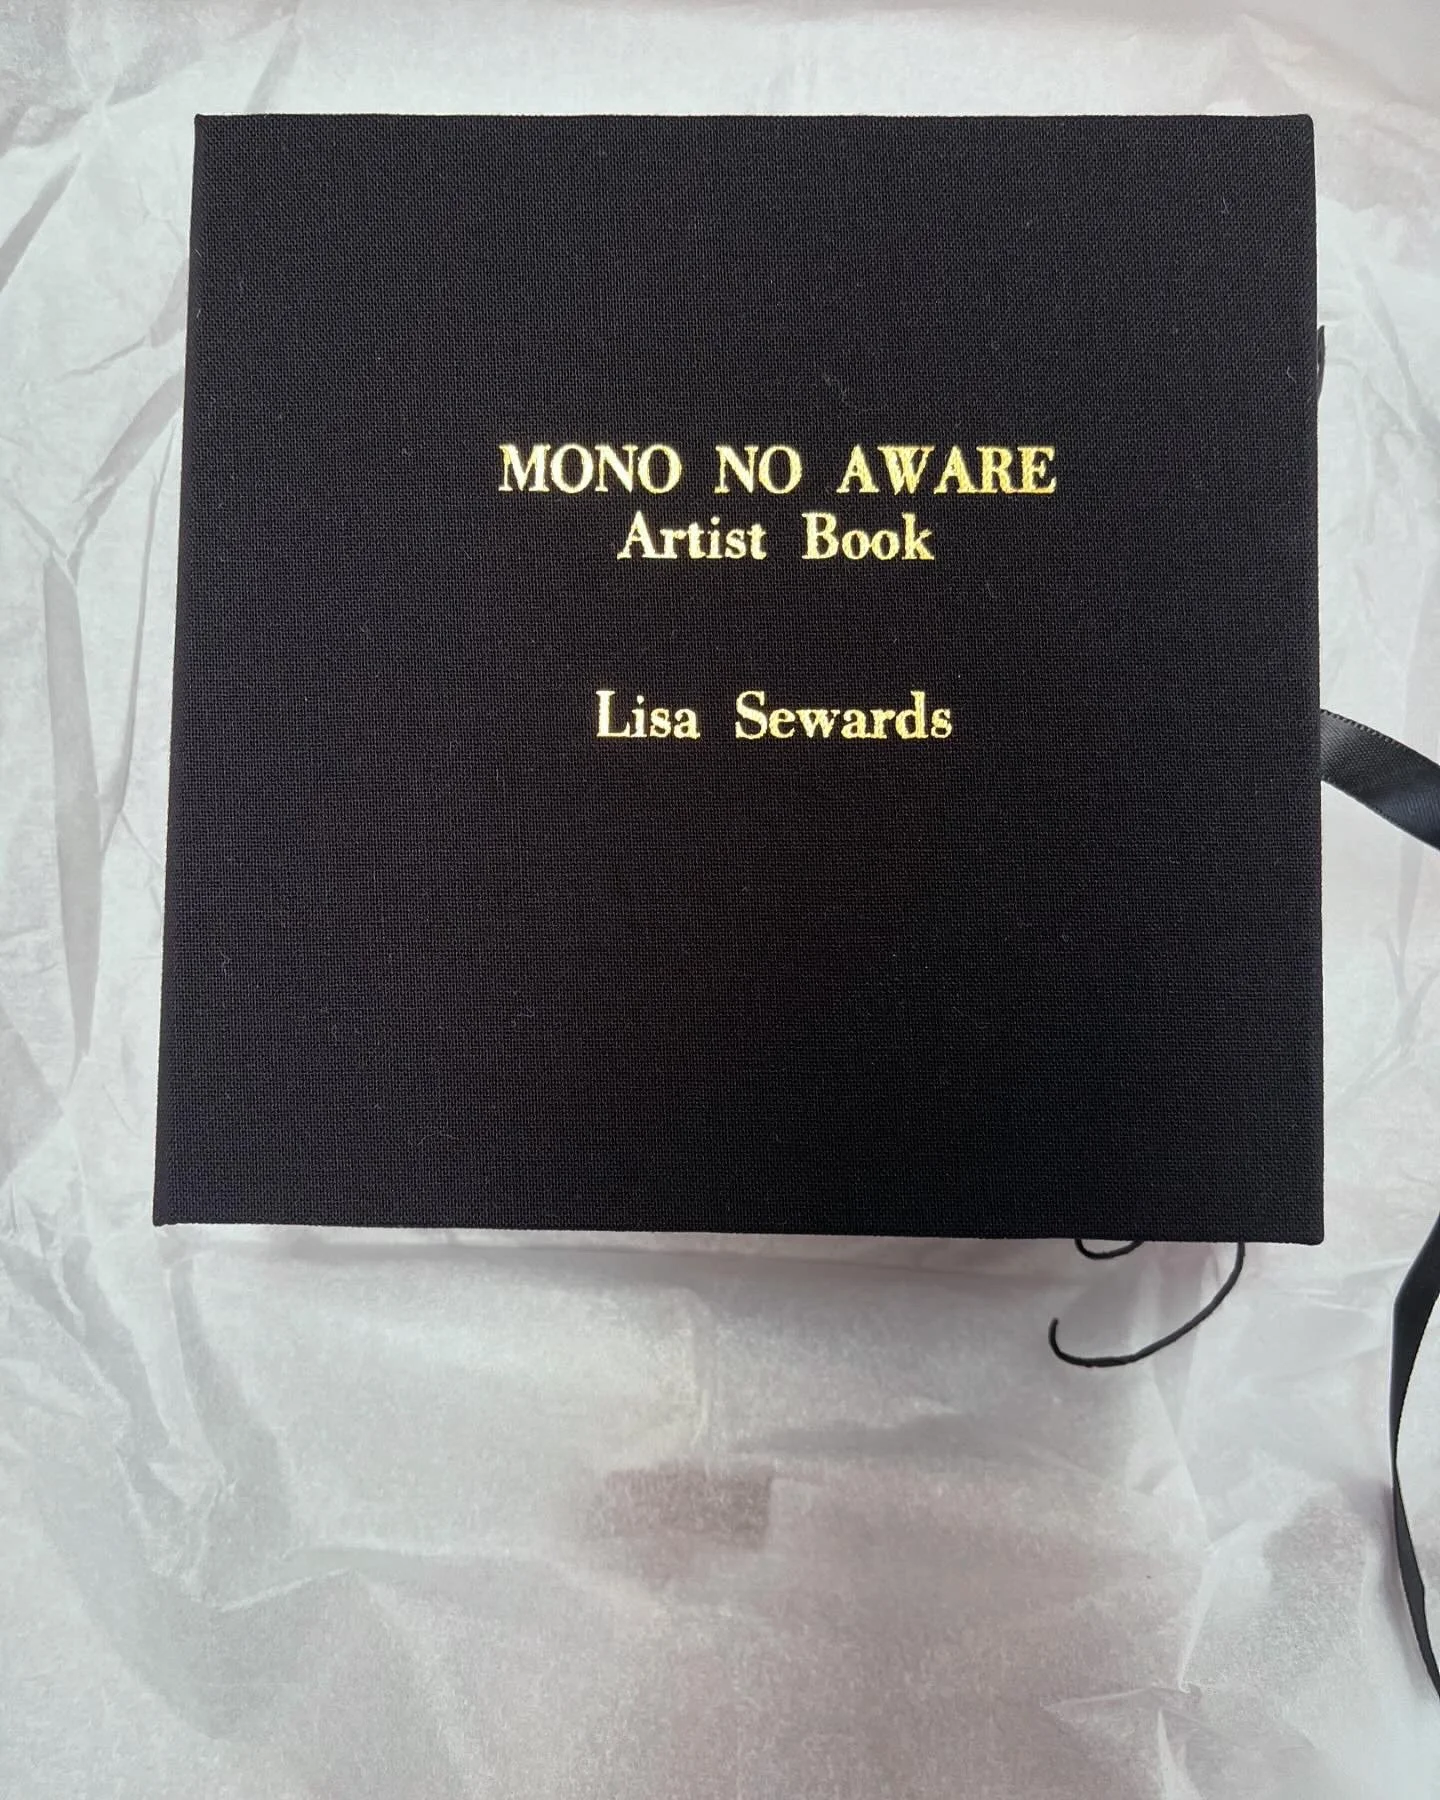 MONO NO AWARE
Artist Book
Lisa Sewards